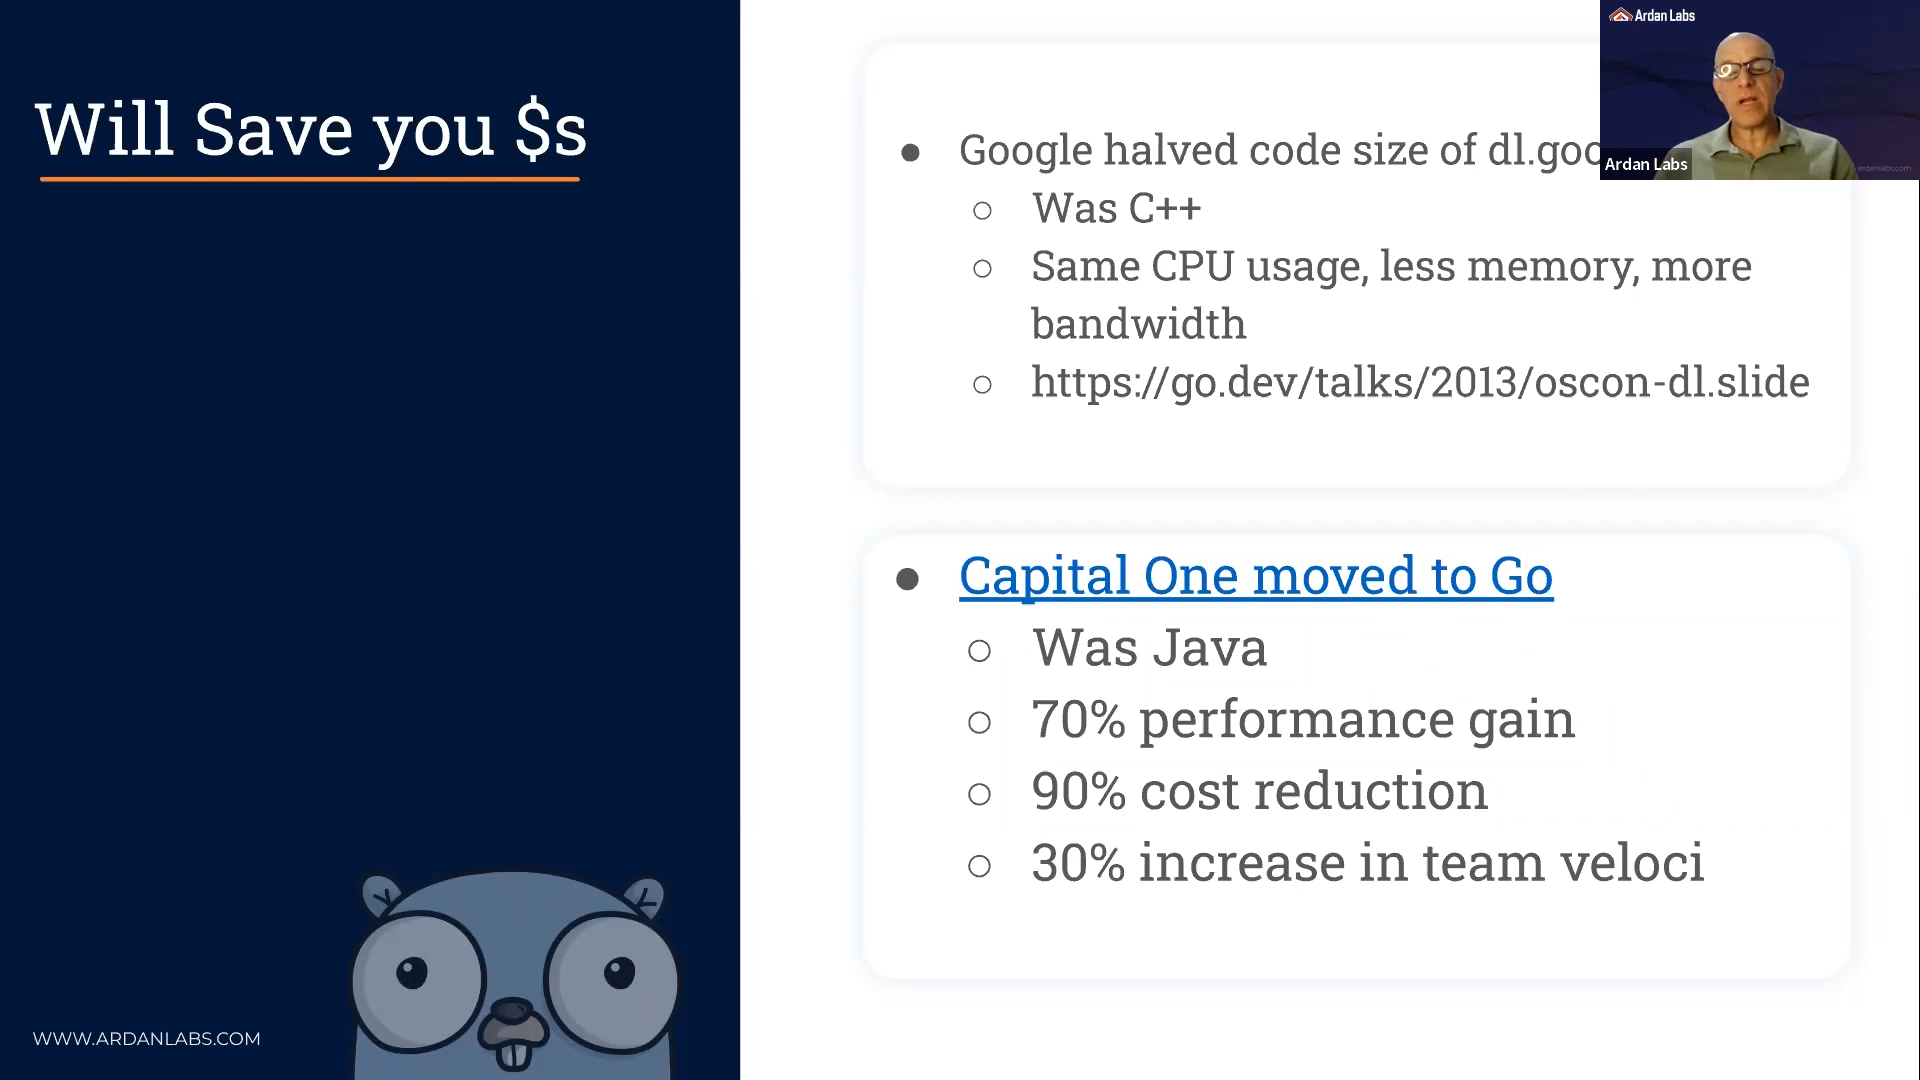 Will Save you $s
Ardan Labs
Google halved code size of
Was C++
Same CPU usage, less memory, more
bandwidth
https://go.dev/talks/2013/oscon-dl.slide
Ardan Labs
ardanlabs.com
Capital One moved to Go
Was Java
70% performance gain
90% cost reduction
30% increase in team veloci
WWW.ARDANLABS.COM